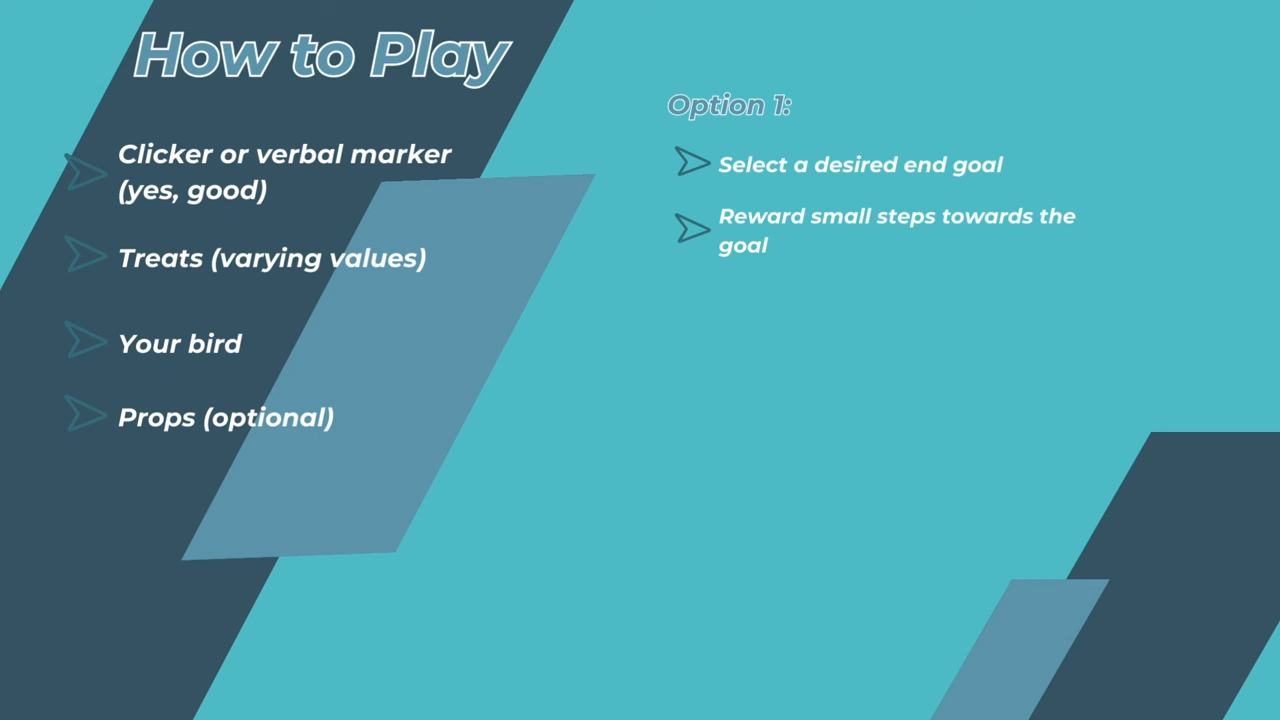 How to Play
Clicker or verbal marker
(yes, good)
Treats (varying values)
Your bird
Props (optional)
Option 1:
Select a desired end goal
Reward small steps towards the
goal